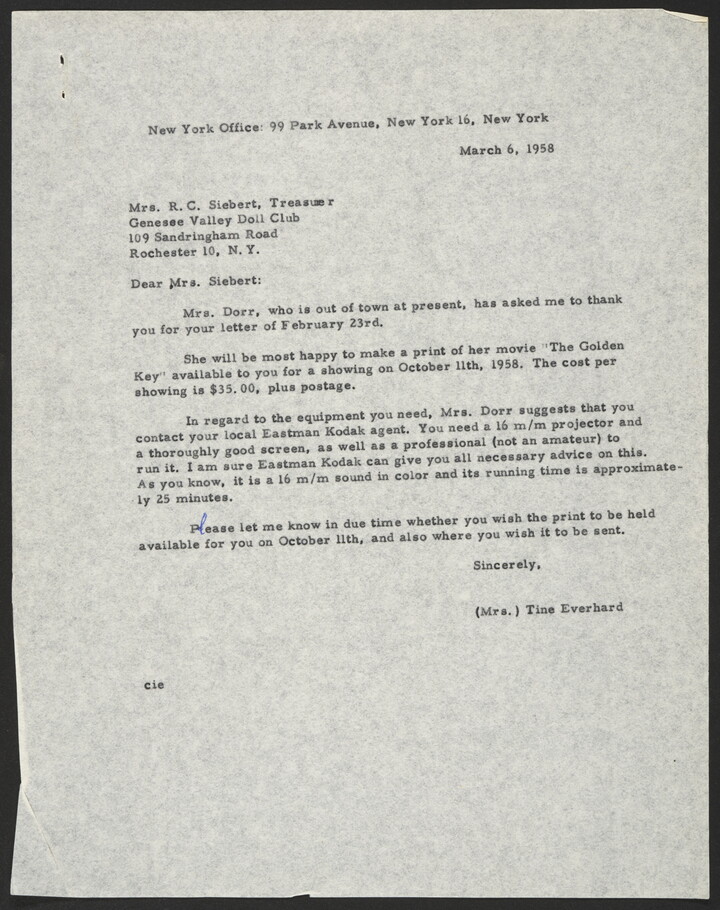 New York Office: 99 Park Avenue, New York 16, New York
March 6, 1958
Mrs. R. C. Siebert, Treasuer
Genesee Valley Doll Club
109 Sandringham Road
Rochester 10, N. Y.
Dear Mrs. Siebert:
Mrs. Dorr, who is out of town at present, has asked me to thank
you for your letter of February 23rd.
She will be most happy to make a print of her movie "The Golden
Key" available to you for a showing on October 11th, 1958. The cost per
showing is $35.00, plus postage.
In regard to the equipment you need, Mrs. Dorr suggests that you
contact your local Eastman Kodak agent. You need a 16 m/m projector and
a thoroughly good screen, as well as a professional (not an amateur) to
run it. I am sure Eastman Kodak can give you all necessary advice on this.
As you know, it is a 16 m/m sound in color and its running time is approximate-
ly 25 minutes.
Please let me know in due time whether you wish the print to be held
available for you on October 11th, and also where you wish it to be sent.
Sincerely,
(Mrs.) Tine Everhard
cie